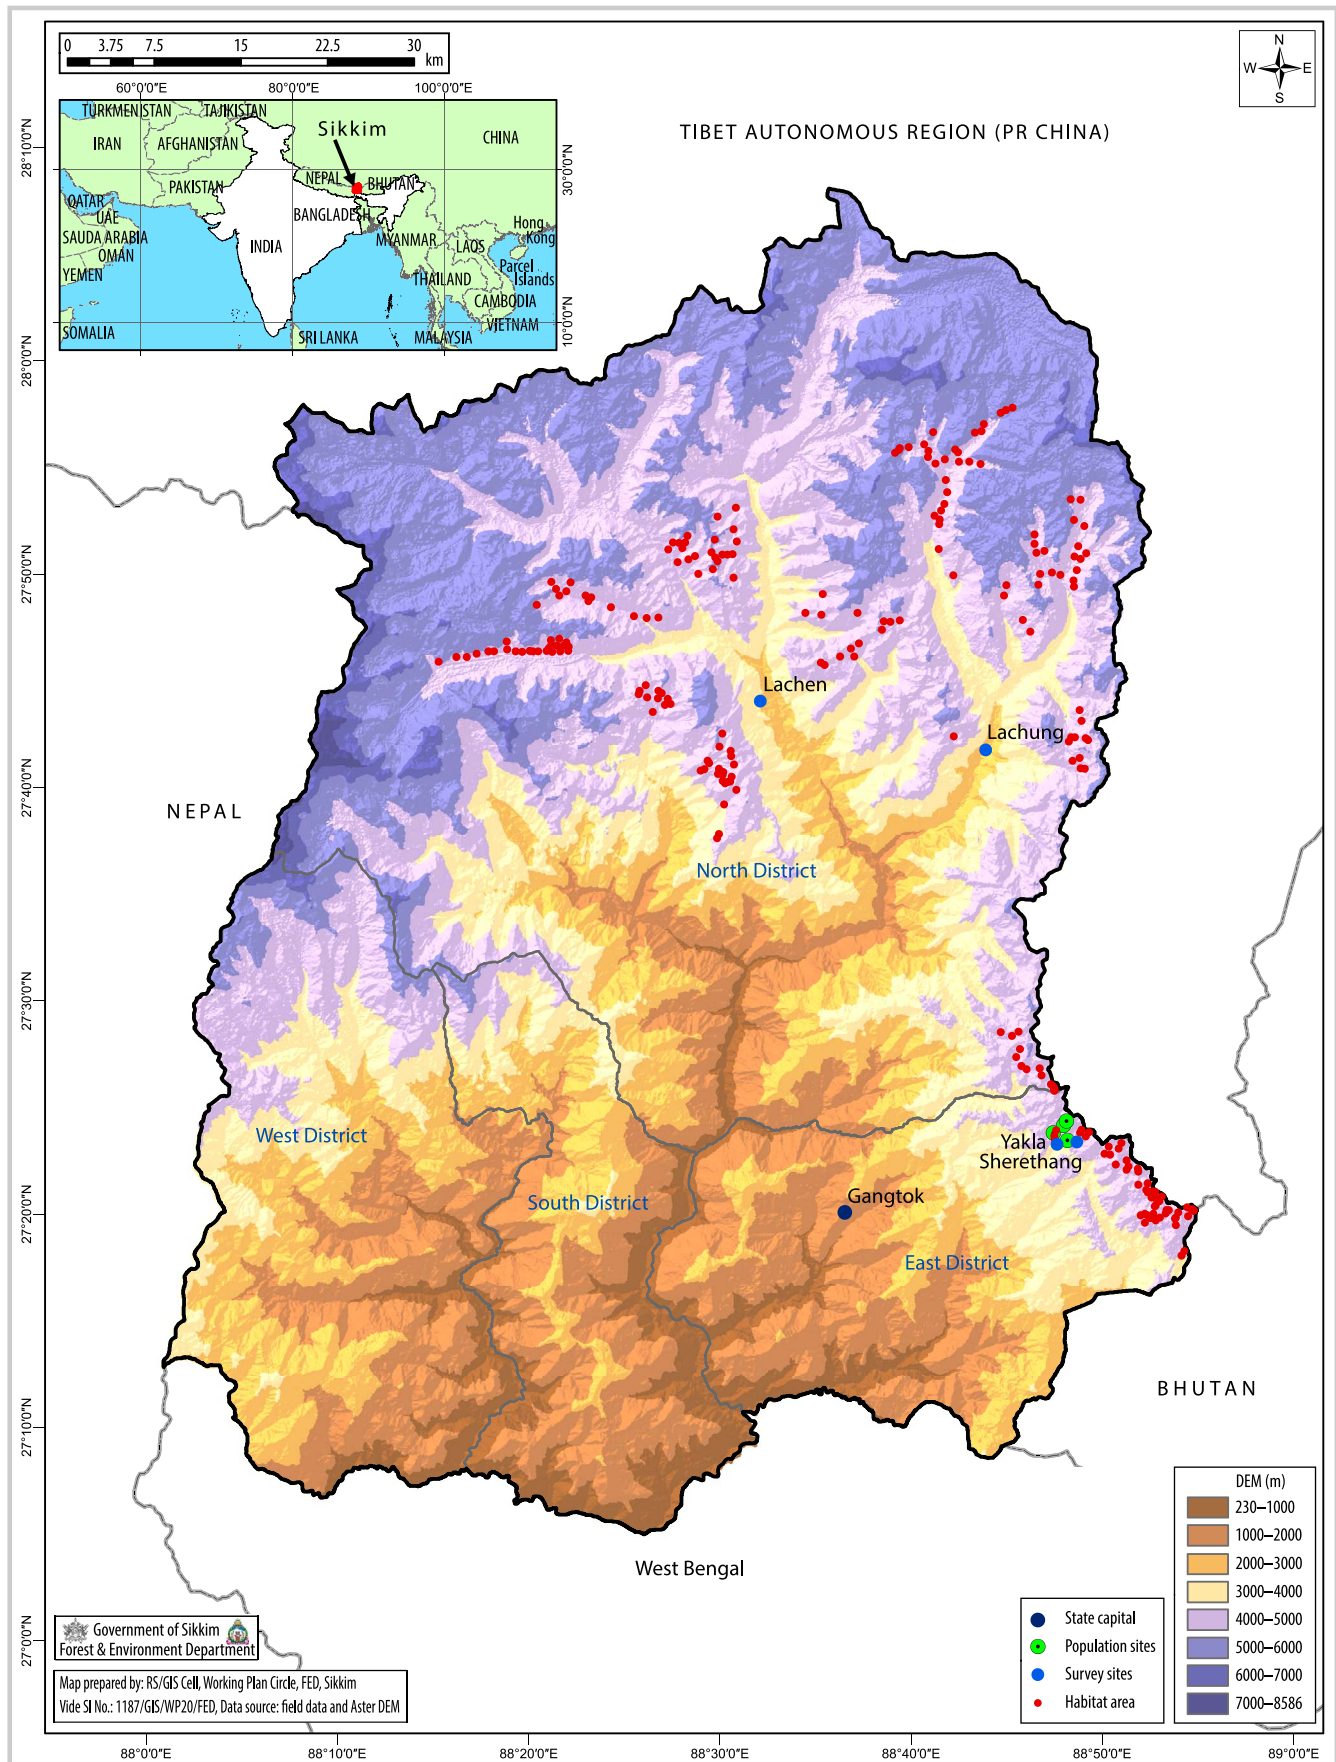 0 3.75 7.5 15 22.5 30
km
N
W E
S
60°0'0"E 80°0'0"E 100°0'0"E
TURKMENISTAN TAJIKISTAN
IRAN AFGHANISTAN
Sikkim
CHINA
PAKISTAN
NEPAL
BHUTAN
QATAR
UAE
BANGLADESH
SAUDA ARABIA
OMAN
INDIA
MYANMAR
LAOS
Hong
Kong
YEMEN
THAILAND
Parcel
Islands
CAMBODIA
VIETNAM
SOMALIA
SRI LANKA
MALAYSIA
30°0'0"N
10°0'0"N
TIBET AUTONOMOUS REGION (PR CHINA)
28°10'0"N
28°0'0"N
27°50'0"N
27°40'0"N
27°30'0"N
27°20'0"N
27°10'0"N
27°0'0"N
Lachen
Lachung
NEPAL
North District
West District
Yakla
Sherethang
South District
Gangtok
East District
BHUTAN
West Bengal
DEM (m)
230–1000
1000–2000
2000–3000
3000–4000
4000–5000
5000–6000
6000–7000
7000–8586
State capital
Population sites
Survey sites
Habitat area
Government of Sikkim
Forest & Environment Department
Map prepared by: RS/GIS Cell, Working Plan Circle, FED, Sikkim
Vide SI No.: 1187/GIS/WP20/FED, Data source: field data and Aster DEM
88°0'0"E 88°10'0"E 88°20'0"E 88°30'0"E 88°40'0"E 88°50'0"E 89°0'0"E